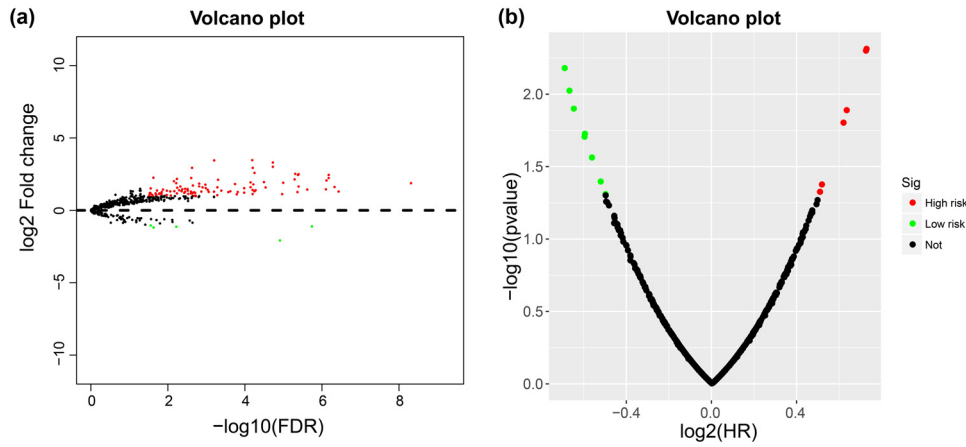 (a)
Volcano plot
log2 Fold change
10
5
0
−5
−10
0
2
4
6
8
−log10(FDR)
(b)
Volcano plot
−log10(pvalue)
2.0
1.5
1.0
0.5
0.0
−0.4
0.0
0.4
log2(HR)
Sig
High risk
Low risk
Not